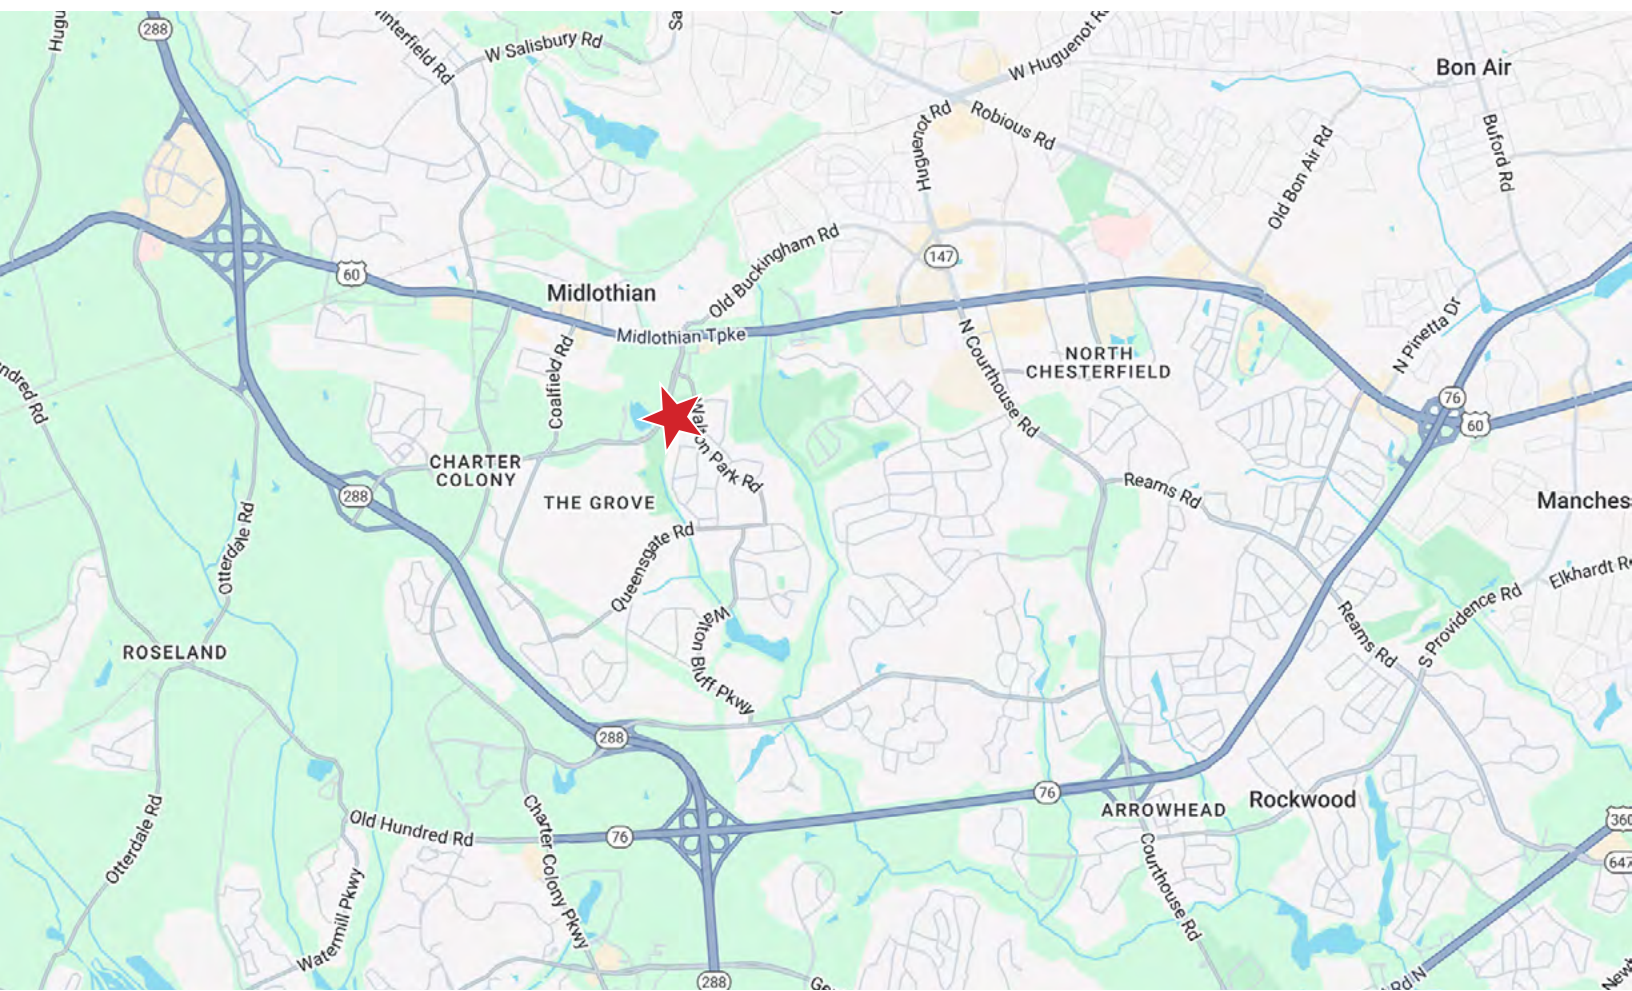 288
W Salisbury Rd
W Huguenot Rd
Bon Air
Huguenot Rd
Robious Rd
Buford Rd
Old Bon Air Rd
Old Buckingham Rd
147
60
Midlothian
Midlothian Tpke
Coalfield Rd
N Courthouse Rd
NORTH
CHESTERFIELD
N Pinetta Dr
76
60
CHARTER
COLONY
288
THE GROVE
Park Rd
Reams Rd
Manches
Otterdale Rd
Queensgate Rd
Elkhardt R
S Providence Rd
Reams Rd
Walton Bluff Pkwy
ROSELAND
288
76
ARROWHEAD
Rockwood
Old Hundred Rd
76
Otterdale Rd
Charter Colony Pkwy
Watermill Pkwy
Courthouse Rd
360
647
288
Rd N